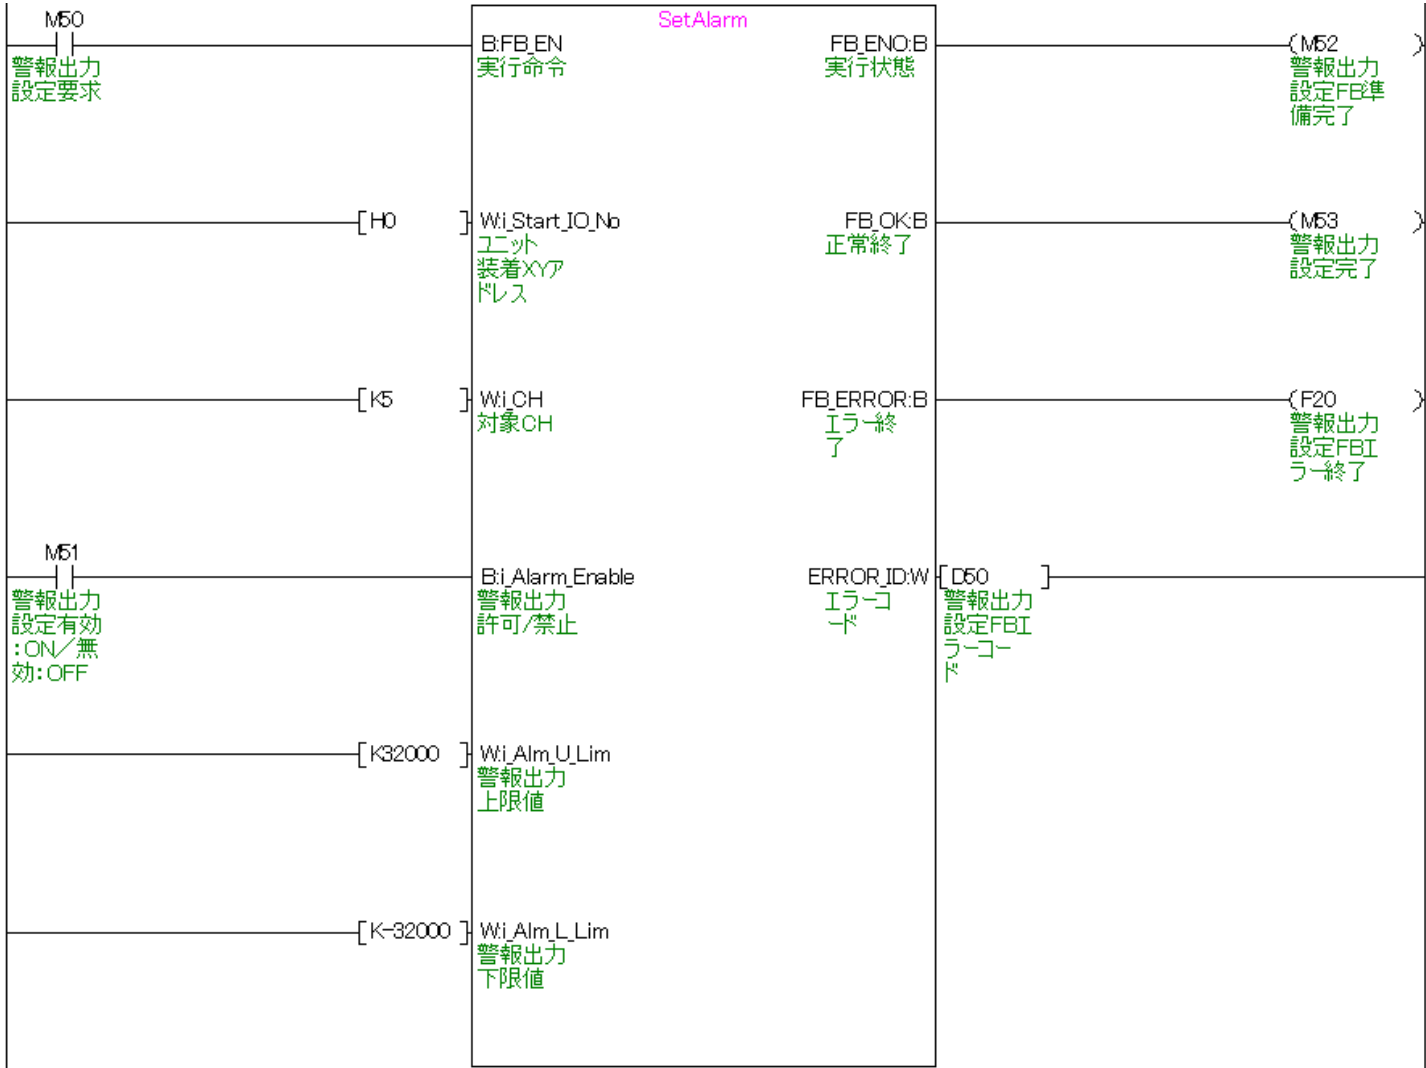 M50
警報出力
設定要求
SetAlarm
B:FB_EN
実行命令
FB_ENO:B
実行状態
M52
警報出力
設定FB準
備完了
H0
W:i_Start_IO_No
ユニット
装着XYア
ドレス
FB_OK:B
正常終了
M53
警報出力
設定完了
K5
W:i_CH
対象CH
FB_ERROR:B
エラー終
了
F20
警報出力
設定FBエ
ラー終了
M51
警報出力
設定有効
:ON/無
効:OFF
B:i_Alarm_Enable
警報出力
許可/禁止
ERROR_ID:W
エラーコ
ード
D50
警報出力
設定FBエ
ラーコー
ド
K32000
W:i_Alm_U_Lim
警報出力
上限値
K-32000
W:i_Alm_L_Lim
警報出力
下限値